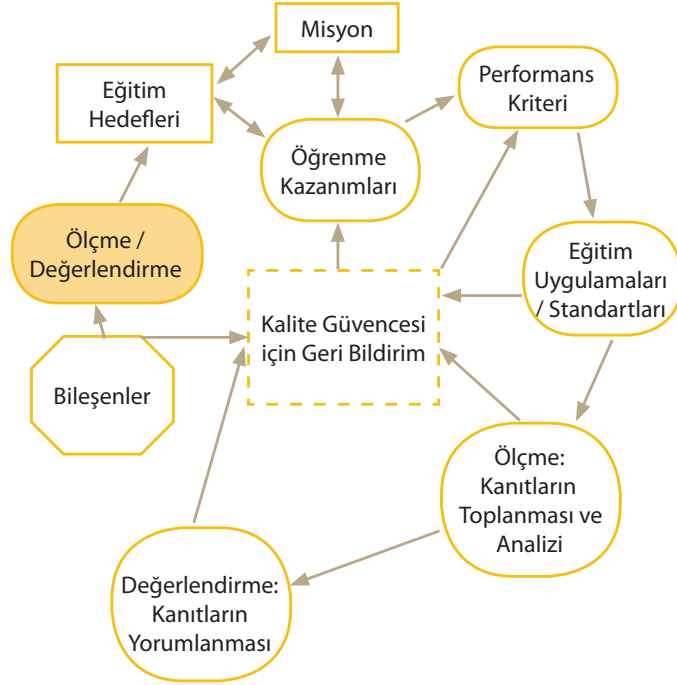 Misyon
Eğitim
Hedefleri
Performans
Kriteri
Öğrenme
Kazanımları
Ölçme /
Değerlendirme
Eğitim
Uygulamaları
/ Standartları
Kalite Güvencesi
için Geri Bildirim
Bileşenler
Ölçme:
Kanıtların
Toplanması ve
Analizi
Değerlendirme:
Kanıtların
Yorumlanması